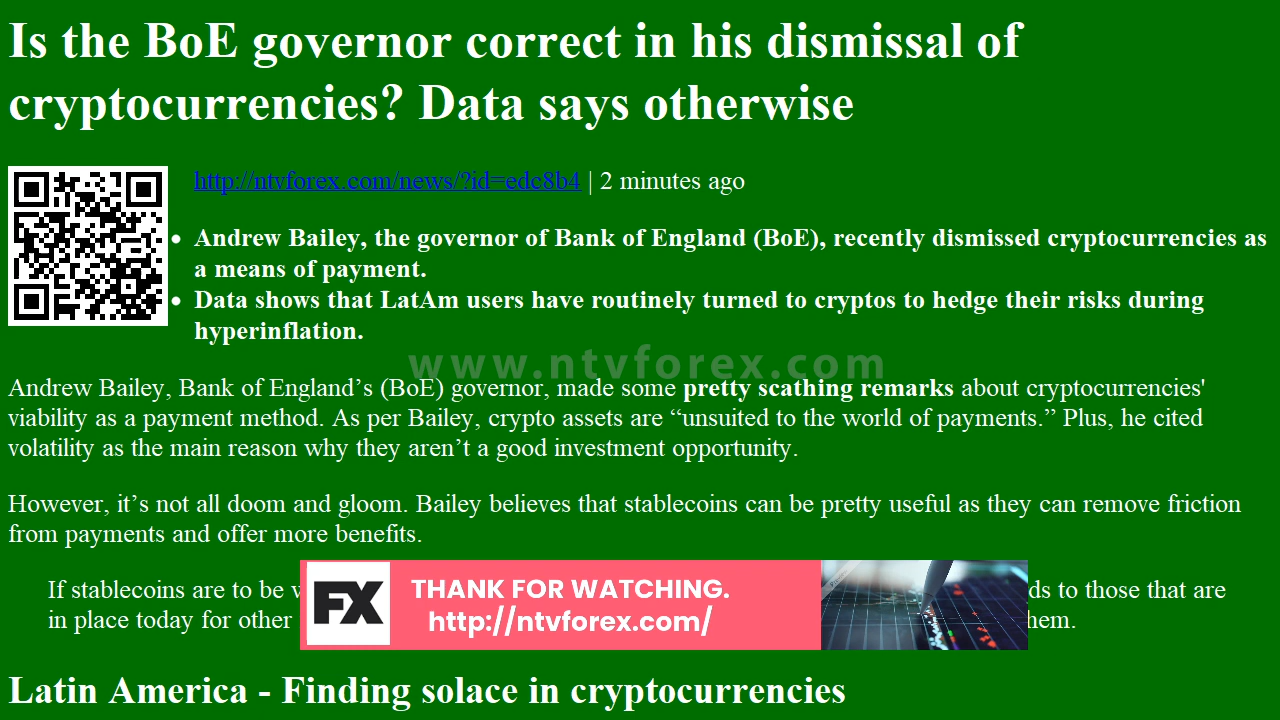 Is the BoE governor correct in his dismissal of
cryptocurrencies? Data says otherwise
http://ntvforex.com/news/?id=edc8b4 | 2 minutes ago
• Andrew Bailey, the governor of Bank of England (BoE), recently dismissed cryptocurrencies as
a means of payment.
• Data shows that LatAm users have routinely turned to cryptos to hedge their risks during
hyperinflation.
www.ntvforex.com
Andrew Bailey, Bank of England’s (BoE) governor, made some pretty scathing remarks about cryptocurrencies'
viability as a payment method. As per Bailey, crypto assets are “unsuited to the world of payments.” Plus, he cited
volatility as the main reason why they aren’t a good investment opportunity.
However, it’s not all doom and gloom. Bailey believes that stablecoins can be pretty useful as they can remove friction
from payments and offer more benefits.
If stablecoins are to be ds to those that are
in place today for other hem.
FX
THANK FOR WATCHING.
http://ntvforex.com/
Latin America - Finding solace in cryptocurrencies